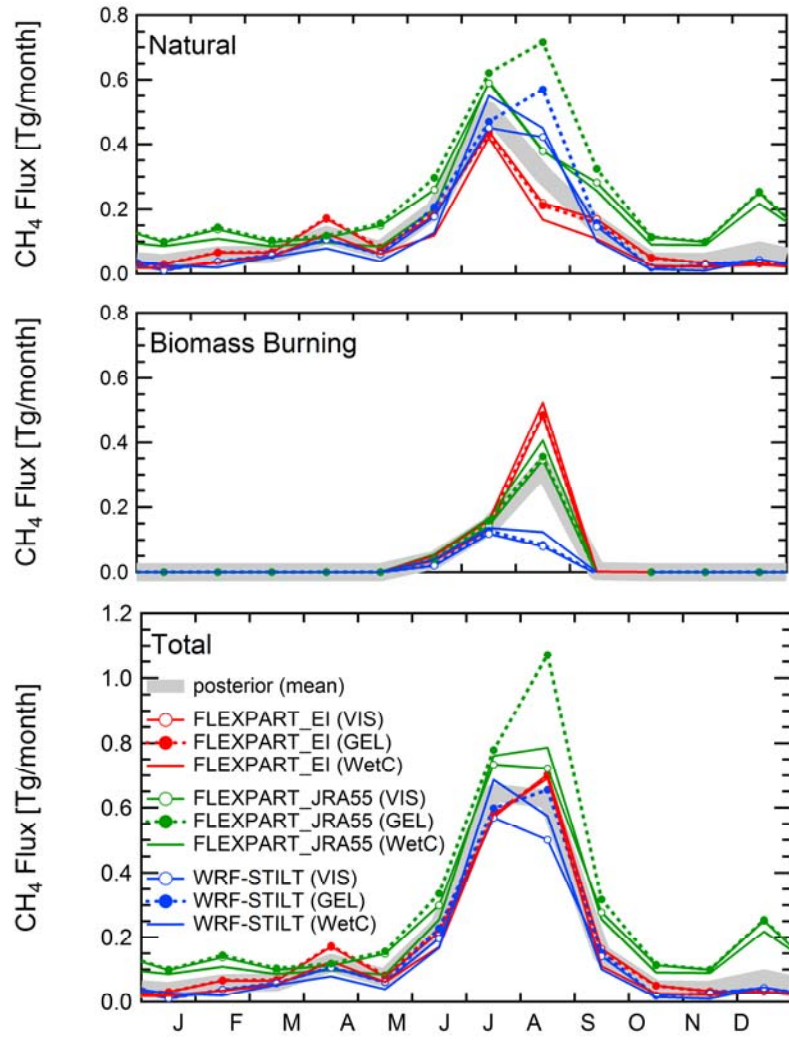 0.8
Natural
0.6
0.4
0.2
0.0
CH4 Flux [Tg/month]
0.8
Biomass Burning
0.6
0.4
0.2
0.0
CH4 Flux [Tg/month]
1.2
Total
1.0
posterior (mean)
FLEXPART_EI (VIS)
FLEXPART_EI (GEL)
0.8
FLEXPART_EI (WetC)
FLEXPART_JRA55 (VIS)
0.6
FLEXPART_JRA55 (GEL)
FLEXPART_JRA55 (WetC)
0.4
WRF-STILT (VIS)
WRF-STILT (GEL)
WRF-STILT (WetC)
0.2
0.0
CH4 Flux [Tg/month]
J F M A M J J A S O N D